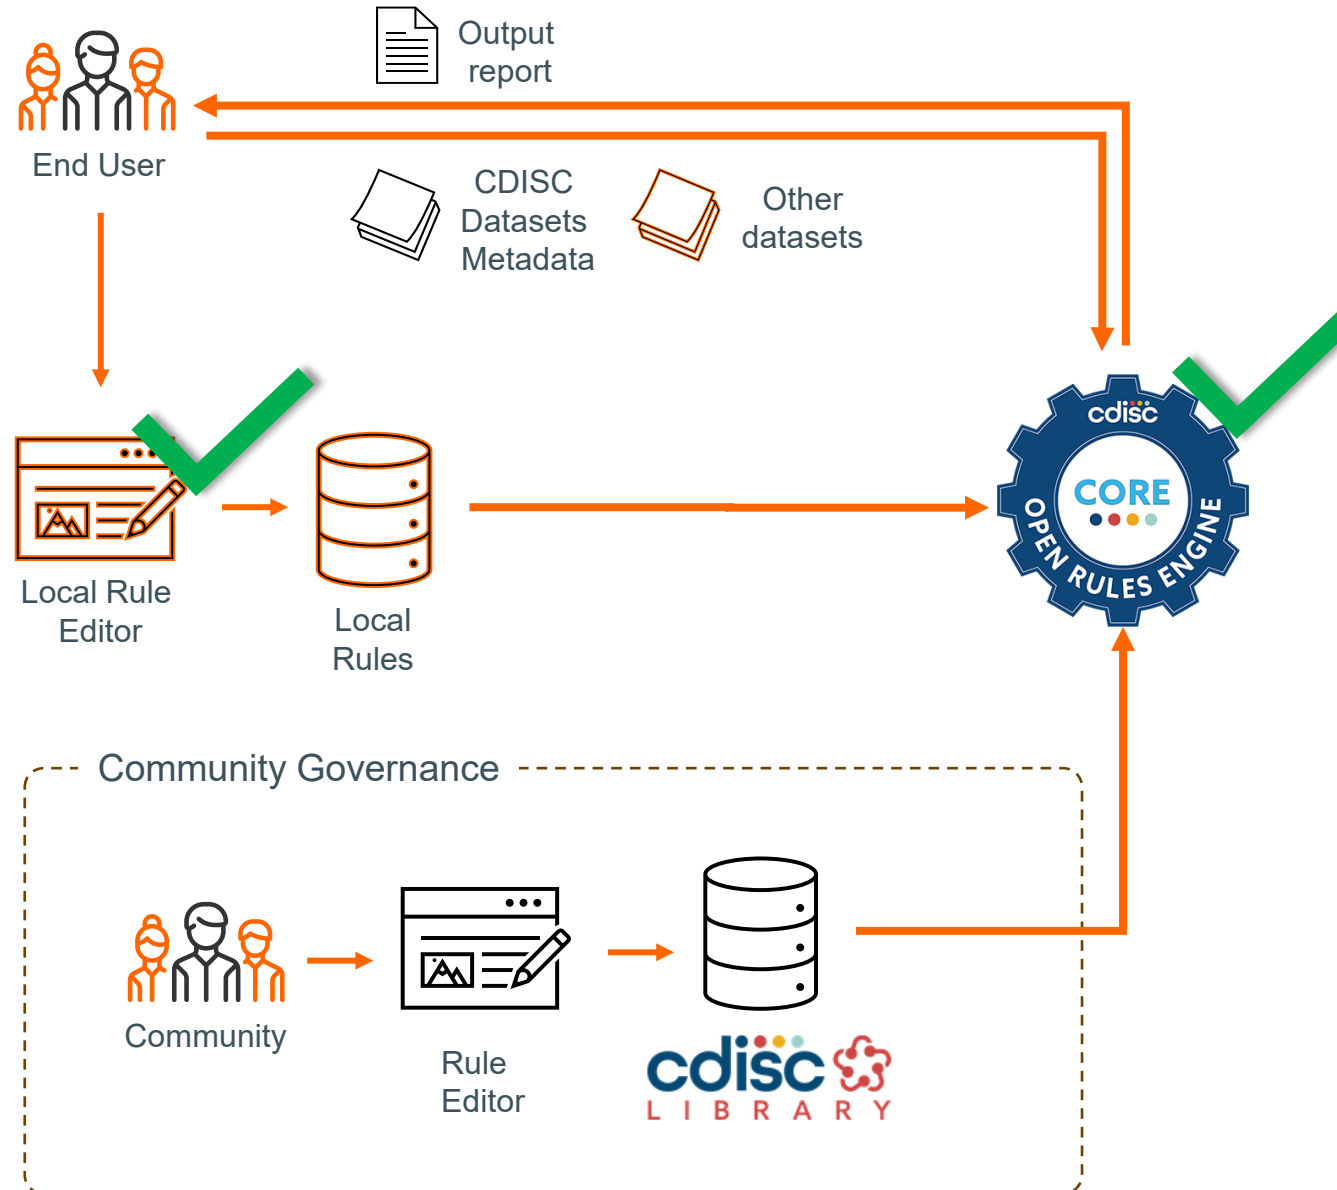 Output
report
End User
CDISC
Datasets
Metadata
Other
datasets
cdisc
CORE
OPEN RULES ENGINE
Local Rule
Editor
Local
Rules
Community Governance
Community
Rule
Editor
cdisc
LIBRARY